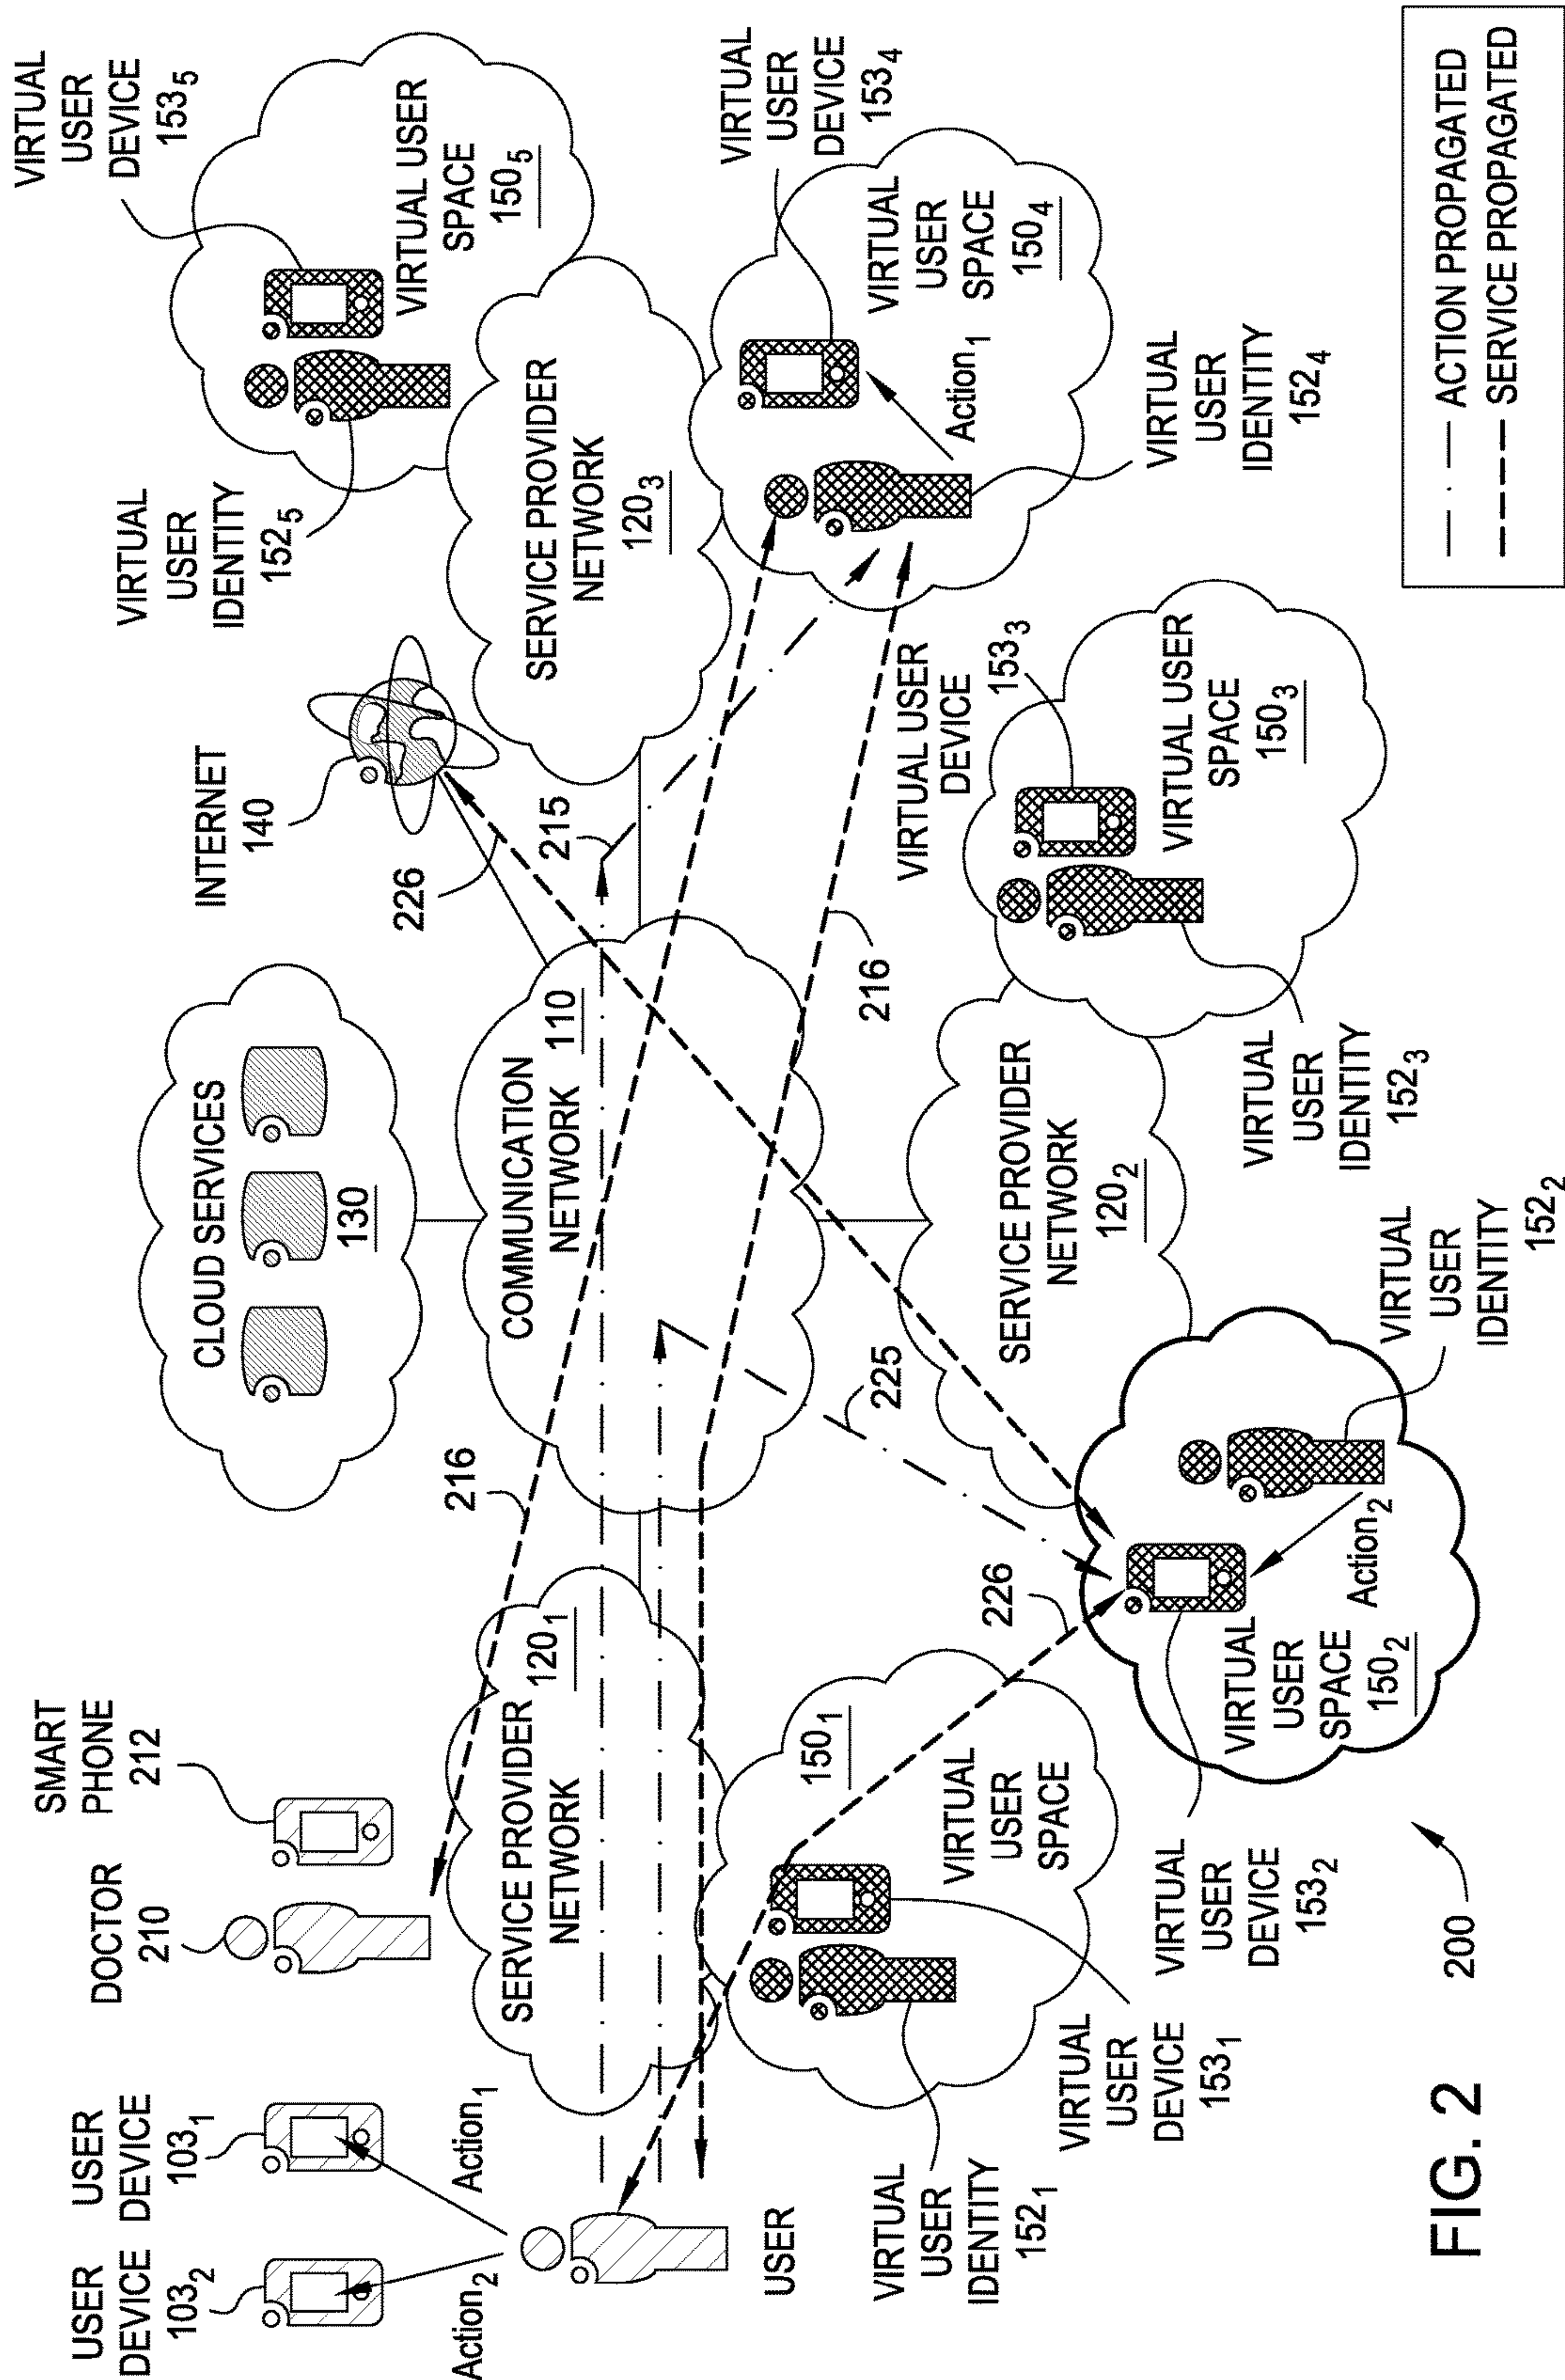 USER
DEVICE
103₂
USER
DEVICE
103₁
DOCTOR
210
SMART
PHONE
212
Action₂
Action₁
USER
SERVICE PROVIDER
NETWORK
120₁
216
CLOUD SERVICES
130
COMMUNICATION
NETWORK
110
INTERNET
140
226
215
VIRTUAL
USER
IDENTITY
152₅
VIRTUAL
USER
DEVICE
153₅
VIRTUAL USER
SPACE
150₅
SERVICE PROVIDER
NETWORK
120₃
VIRTUAL
USER
DEVICE
153₄
VIRTUAL
USER
SPACE
150₄
Action₁
VIRTUAL
USER
IDENTITY
152₄
216
225
226
VIRTUAL USER
DEVICE
153₃
VIRTUAL USER
SPACE
150₃
VIRTUAL
USER
IDENTITY
152₃
SERVICE PROVIDER
NETWORK
120₂
150₁
VIRTUAL
USER
SPACE
VIRTUAL
USER
IDENTITY
152₁
VIRTUAL
USER
DEVICE
153₁
VIRTUAL
USER
DEVICE
153₂
VIRTUAL
USER
SPACE
150₂
Action₂
VIRTUAL
USER
IDENTITY
152₂
200
ACTION PROPAGATED
SERVICE PROPAGATED
FIG. 2